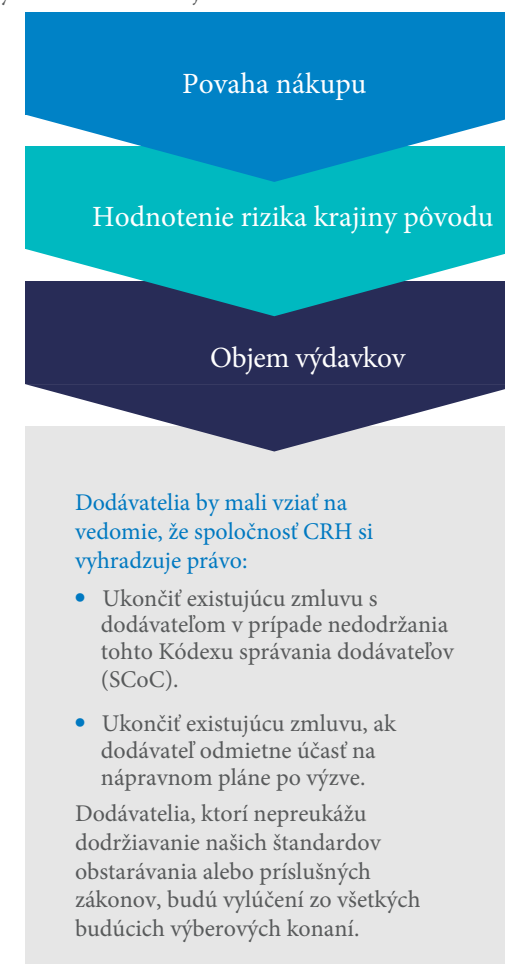 Povaha nákupu
Hodnotenie rizika krajiny pôvodu
Objem výdavkov
Dodávatelia by mali vziať na
vedomie, že spoločnosť CRH si
vyhradzuje právo:
• Ukončiť existujúcu zmluvu s
dodávateľom v prípade nedodržania
tohto Kódexu správania dodávateľov
(SCoC).
• Ukončiť existujúcu zmluvu, ak
dodávateľ odmietne účasť na
nápravnom pláne po výzve.
Dodávatelia, ktorí nepreukážu
dodržiavanie našich štandardov
obstarávania alebo príslušných
zákonov, budú vylúčení zo všetkých
budúcich výberových konaní.